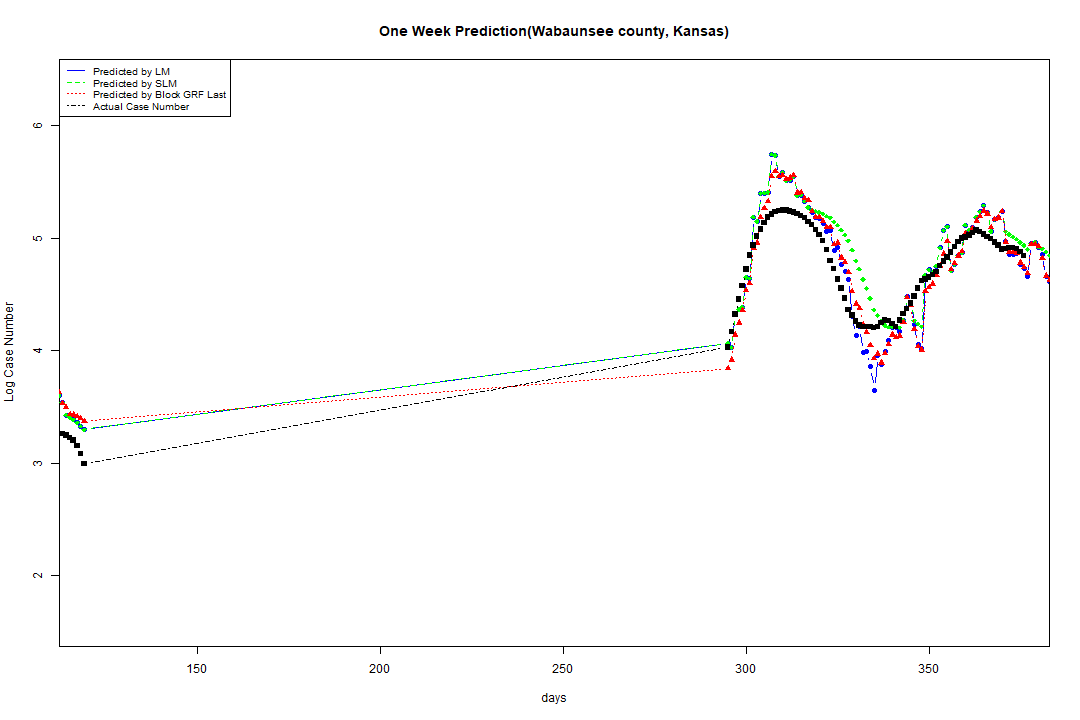 One Week Prediction(Wabaunsee county, Kansas)
Predicted by LM
Predicted by SLM
Predicted by Block GRF Last
Actual Case Number
Log Case Number
6
5
4
3
2
150 200 250 300 350
days